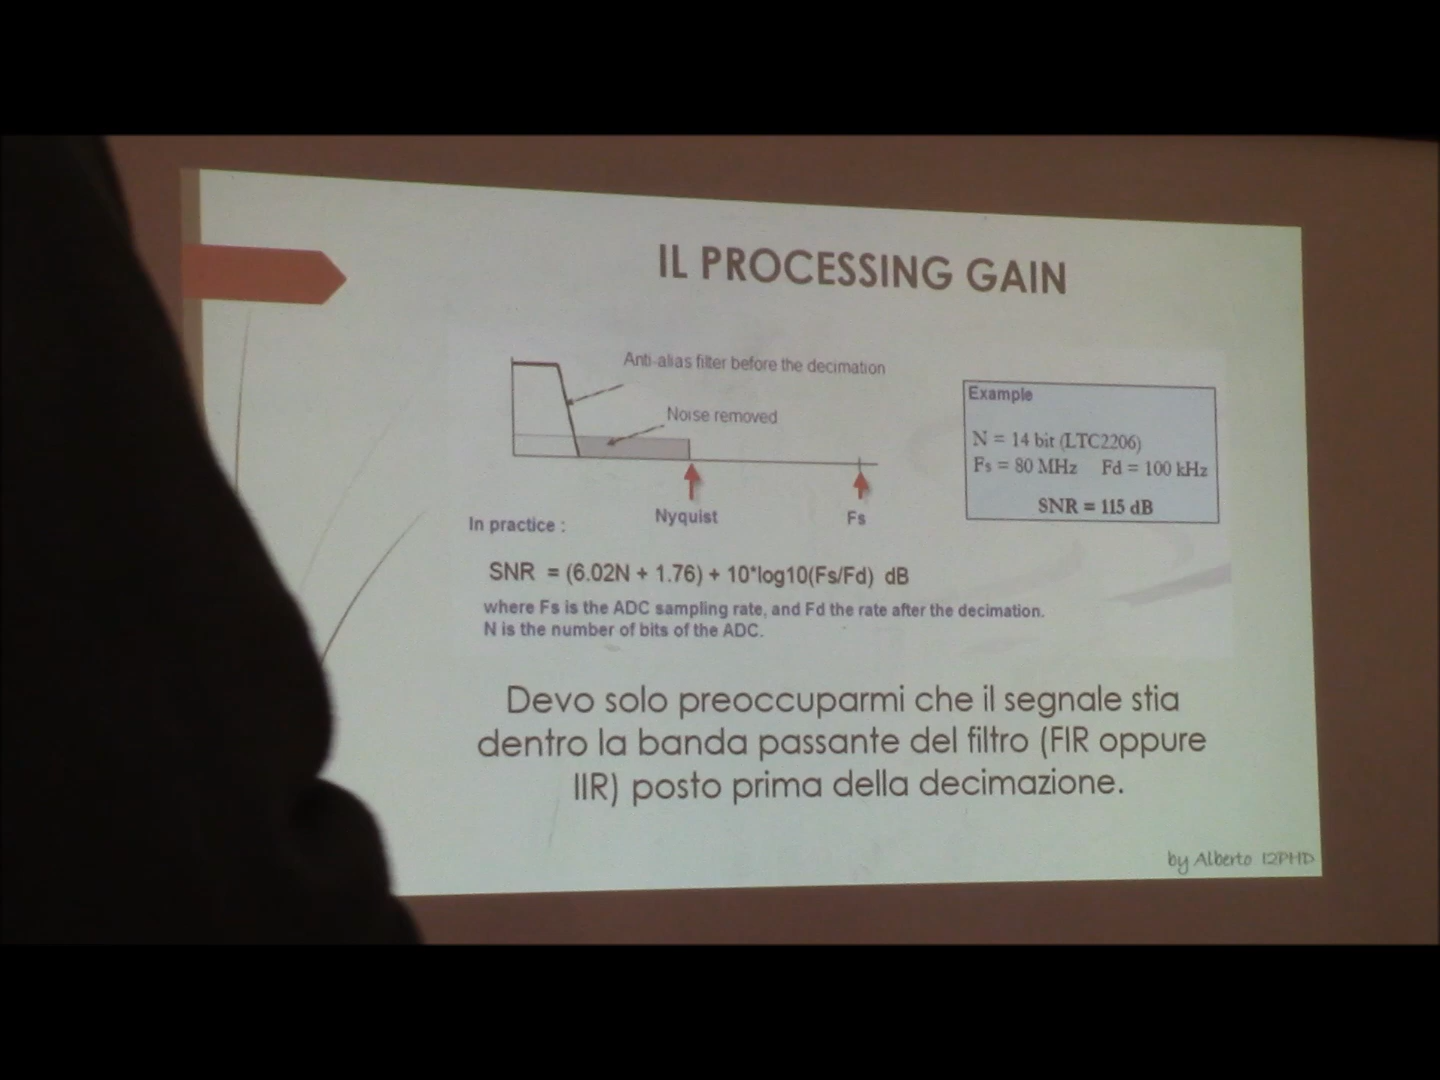 IL PROCESSING GAIN
Anti-alias filter before the decimation
Noise removed
Nyquist
Fs
Example
N = 14 bit (LTC2206)
Fs = 80 MHz Fd = 100 kHz
SNR = 115 dB
In practice :
SNR = (6.02N + 1.76) + 10*log10(Fs/Fd) dB
where Fs is the ADC sampling rate, and Fd the rate after the decimation.
N is the number of bits of the ADC.
Devo solo preoccuparmi che il segnale stia
dentro la banda passante del filtro (FIR oppure
IIR) posto prima della decimazione.
by Alberto I2PHD